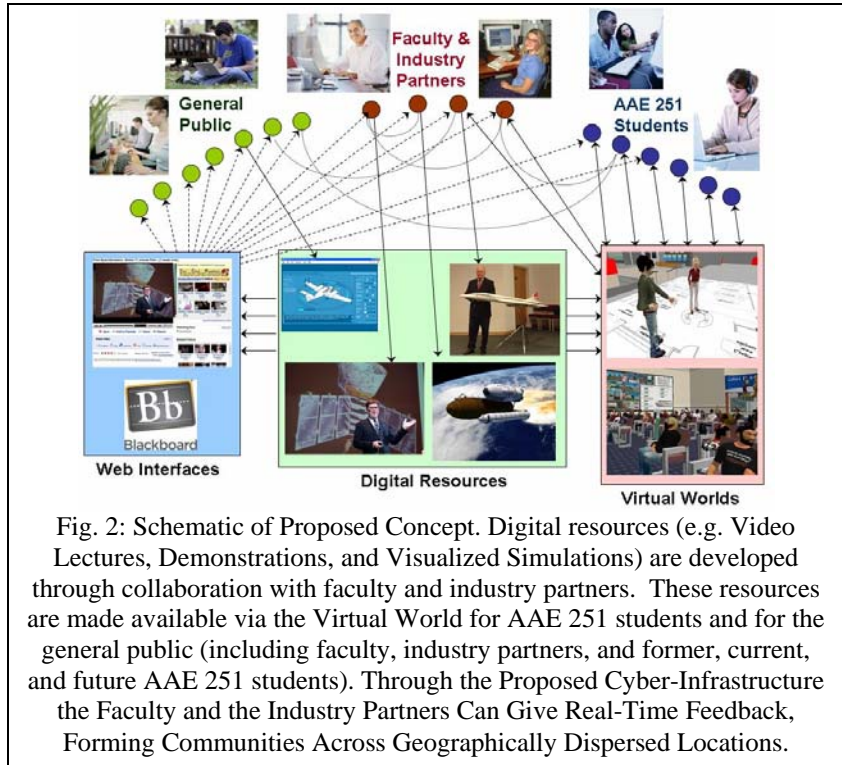 Faculty &
Industry
Partners
General
Public
AAE 251
Students
Bb
Blackboard
Web Interfaces
Digital Resources
Virtual Worlds
Fig. 2: Schematic of Proposed Concept. Digital resources (e.g. Video
Lectures, Demonstrations, and Visualized Simulations) are developed
through collaboration with faculty and industry partners. These resources
are made available via the Virtual World for AAE 251 students and for the
general public (including faculty, industry partners, and former, current,
and future AAE 251 students). Through the Proposed Cyber-Infrastructure
the Faculty and the Industry Partners Can Give Real-Time Feedback,
Forming Communities Across Geographically Dispersed Locations.